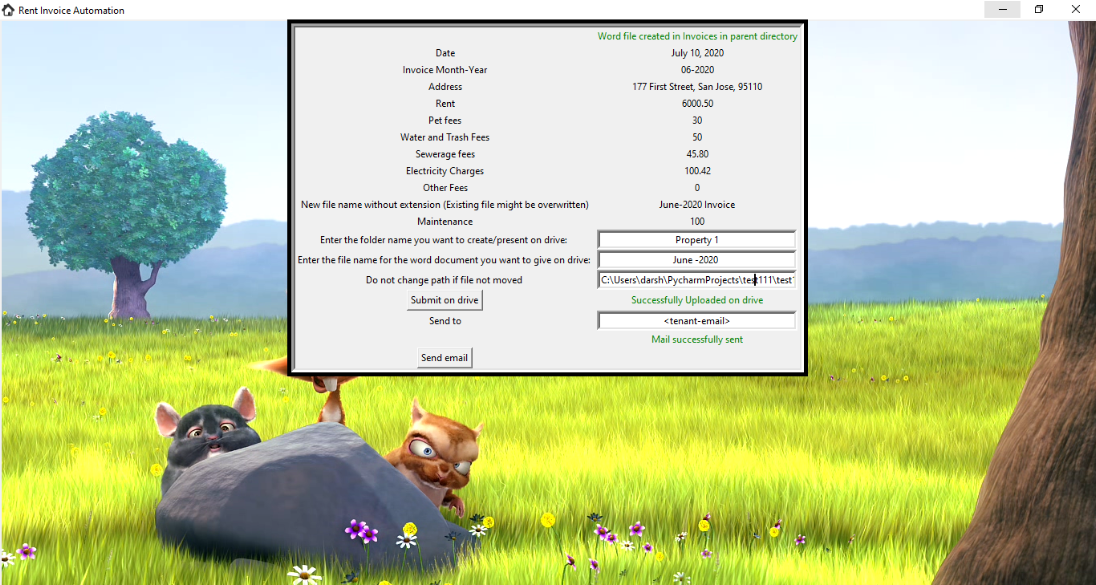 Rent Invoice Automation
Word file created in Invoices in parent directory
Date July 10, 2020
Invoice Month-Year 06-2020
Address 177 First Street, San Jose, 95110
Rent 6000.50
Pet fees 30
Water and Trash Fees 50
Sewerage fees 45.80
Electricity Charges 100.42
Other Fees 0
New file name without extension (Existing file might be overwritten) June-2020 Invoice
Maintenance 100
Enter the folder name you want to create/present on drive: Property 1
Enter the file name for the word document you want to give on drive: June -2020
Do not change path if file not moved C:\Users\darsh\PycharmProjects\test111\test
Submit on drive Successfully Uploaded on drive
Send to <tenant-email>
Mail successfully sent
Send email